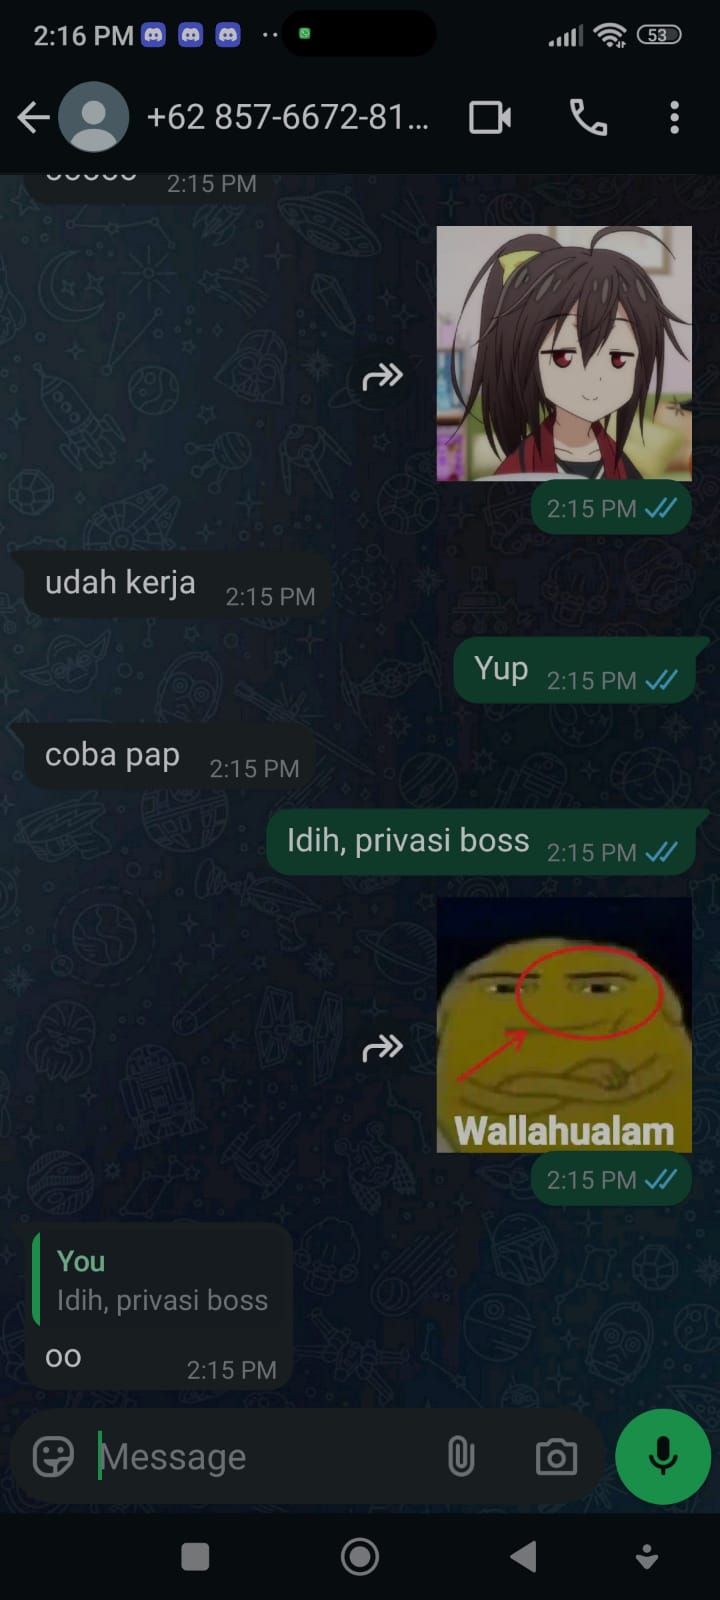 2:16 PM
53
+62 857-6672-81...
2:15 PM
2:15 PM
udah kerja 2:15 PM
Yup 2:15 PM
coba pap 2:15 PM
Idih, privasi boss 2:15 PM
Wallahualam
2:15 PM
You
Idih, privasi boss
oo 2:15 PM
Message